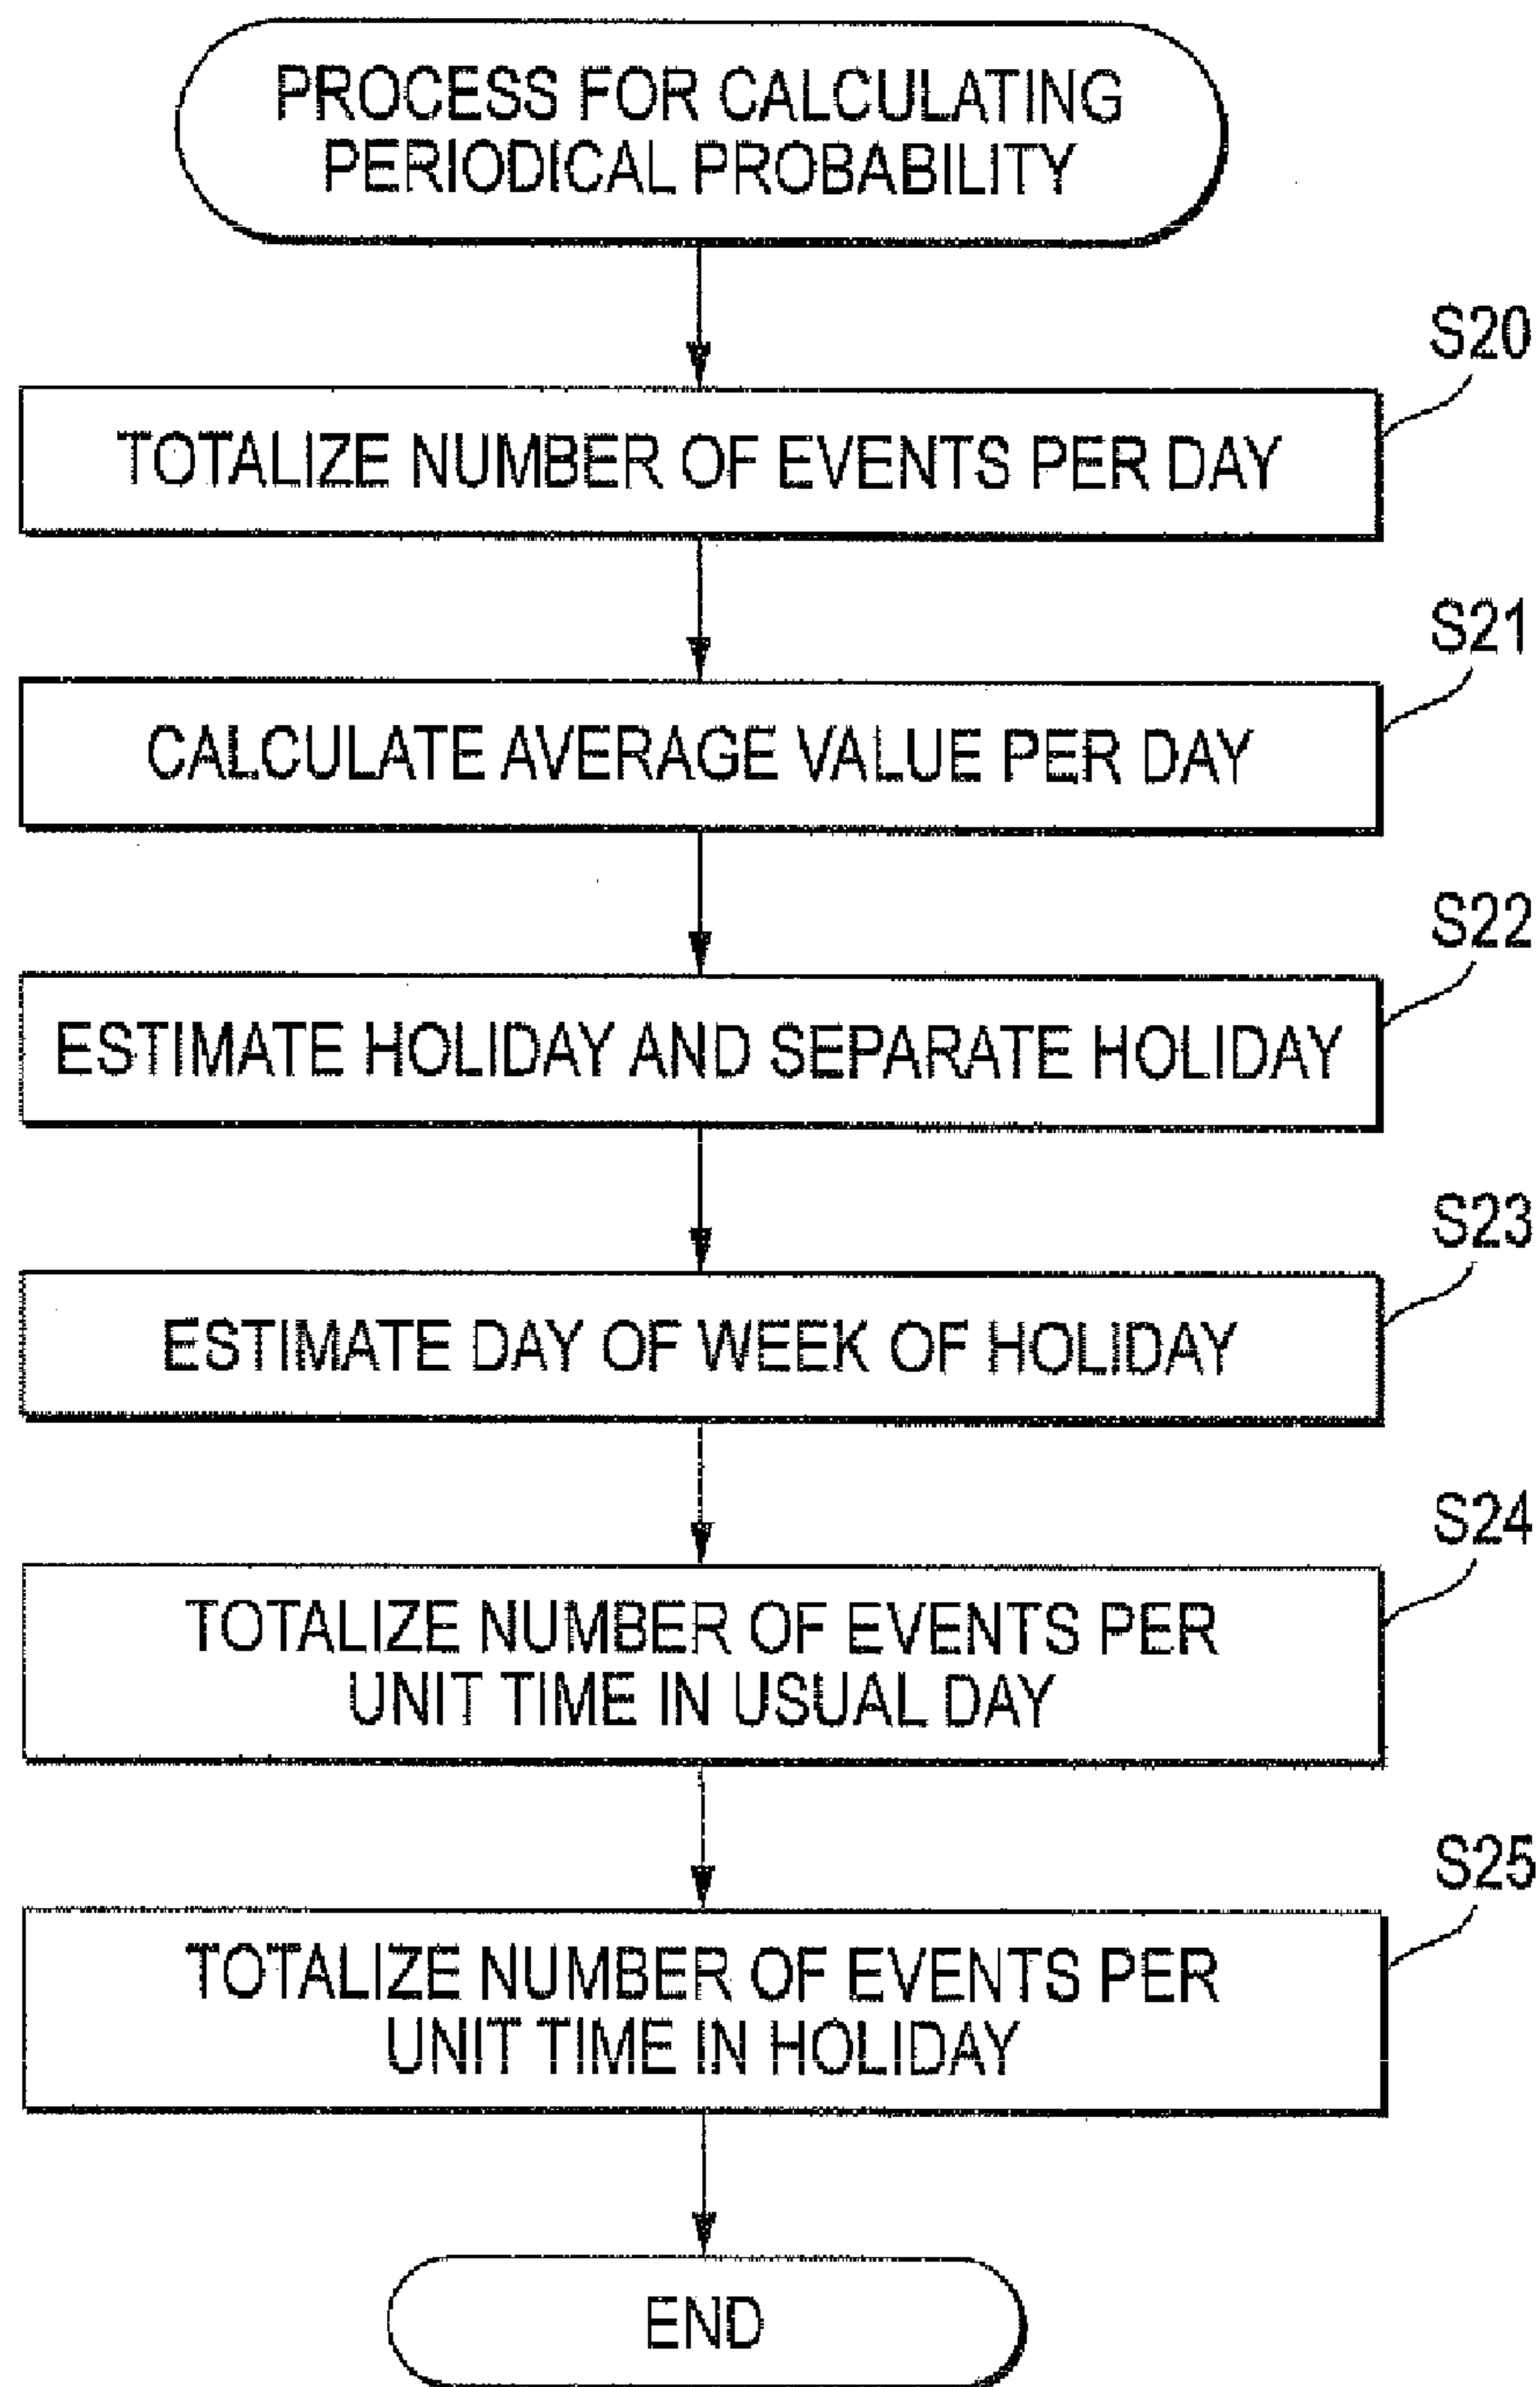 PROCESS FOR CALCULATING
PERIODICAL PROBABILITY
S20
TOTALIZE NUMBER OF EVENTS PER DAY
S21
CALCULATE AVERAGE VALUE PER DAY
S22
ESTIMATE HOLIDAY AND SEPARATE HOLIDAY
S23
ESTIMATE DAY OF WEEK OF HOLIDAY
S24
TOTALIZE NUMBER OF EVENTS PER
UNIT TIME IN USUAL DAY
S25
TOTALIZE NUMBER OF EVENTS PER
UNIT TIME IN HOLIDAY
END